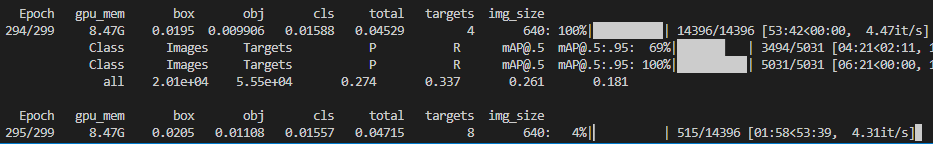 Epoch gpu_mem box obj cls total targets img_size
294/299 8.47G 0.0195 0.009906 0.01588 0.04529 4 640: 100%| | 14396/14396 [53:42<00:00, 4.47it/s]
Class Images Targets P R mAP@.5 mAP@.5:.95: 69%| | 3494/5031 [04:21<02:11, 1
Class Images Targets P R mAP@.5 mAP@.5:.95: 100%| | 5031/5031 [06:21<00:00, 1
all 2.01e+04 5.55e+04 0.274 0.337 0.261 0.181
Epoch gpu_mem box obj cls total targets img_size
295/299 8.47G 0.0205 0.01108 0.01557 0.04715 8 640: 4%| | 515/14396 [01:58<53:39, 4.31it/s]